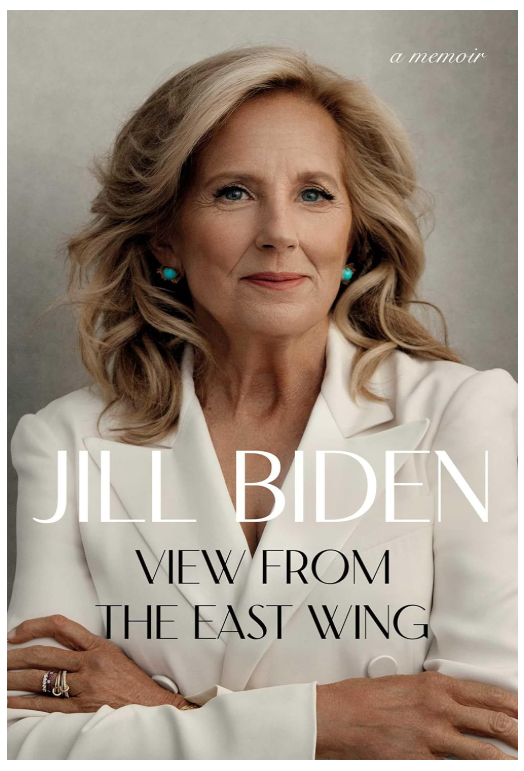 a memoir
JILL BIDEN
VIEW FROM
THE EAST WING